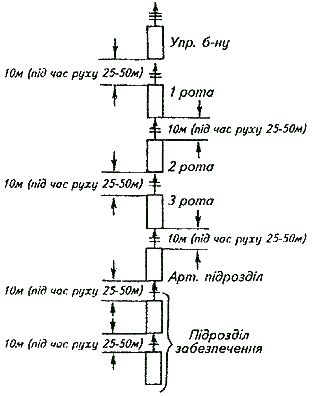 Упр. б-ну
10м (під час руху 25-50м)
1 рота
10м (під час руху 25-50м)
2 рота
10м (під час руху 25-50м)
3 рота
10м (під час руху 25-50м)
Арт. підрозділ
10м (під час руху 25-50м)
Підрозділ
10м (під час руху 25-50м)
забезпечення